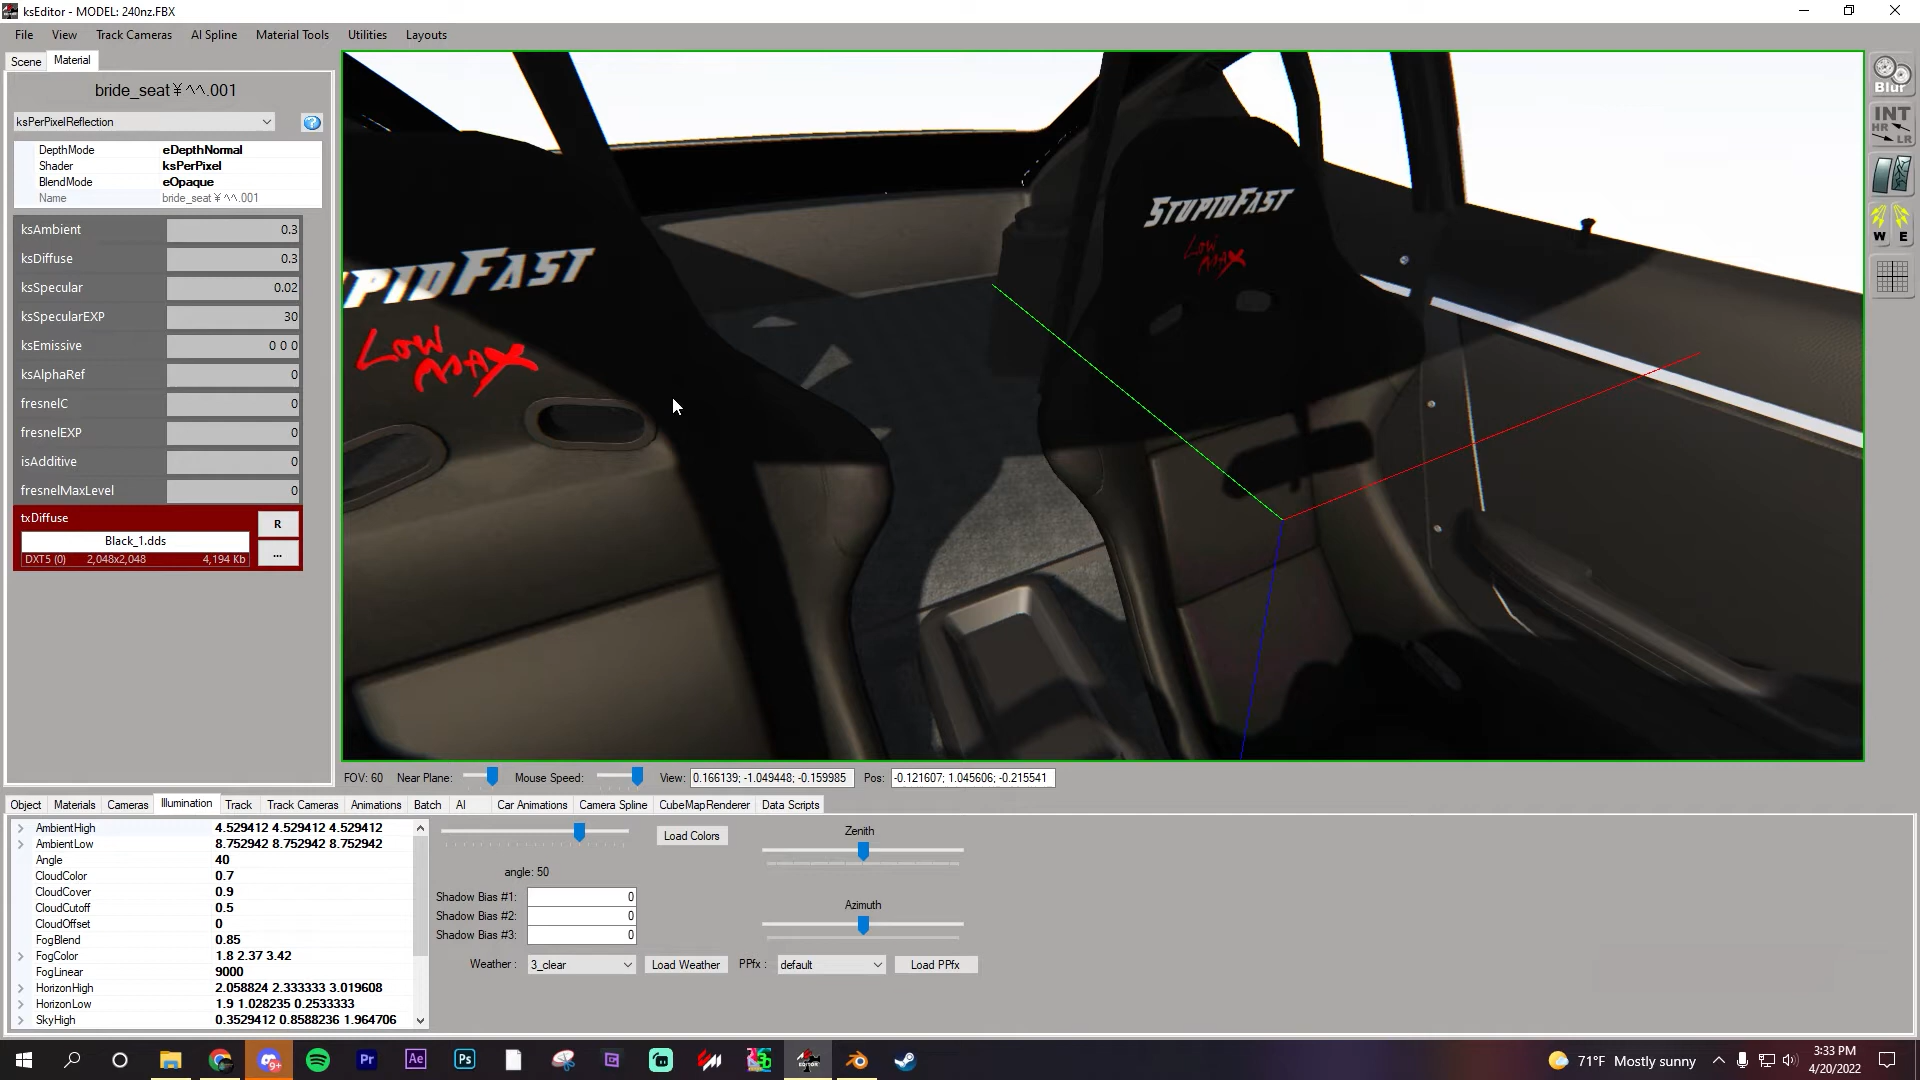 ksEditor - MODEL: 240nz.FBX
File View Track Cameras AI Spline Material Tools Utilities Layouts
Scene Material
bride_seat¥^^.001
ksPerPixelReflection
DepthMode eDepthNormal
Shader ksPerPixel
BlendMode eOpaque
Name bride_seat¥^^.001
ksAmbient 0.3
ksDiffuse 0.3
ksSpecular 0.02
ksSpecularEXP 30
ksEmissive 0 0 0
ksAlphaRef 0
fresnelC 0
fresnelEXP 0
isAdditive 0
fresnelMaxLevel 0
txDiffuse R
Black_1.dds
...
DXT5 (0) 2,048x2,048 4,194 Kb
STUPIDFAST
LOW
MAX
UPIDFAST
LOW
MAX
Blur
INT
HR LR
W E
FOV: 60 Near Plane: Mouse Speed: View: 0.166139; -1.049448; -0.159985 Pos: -0.121607; 1.045606; -0.215541
Object Materials Cameras Illumination Track Track Cameras Animations Batch AI Car Animations Camera Spline CubeMapRenderer Data Scripts
AmbientHigh 4.529412 4.529412 4.529412
AmbientLow 8.752942 8.752942 8.752942
Angle 40
CloudColor 0.7
CloudCover 0.9
CloudCutoff 0.5
CloudOffset 0
FogBlend 0.85
FogColor 1.8 2.37 3.42
FogLinear 9000
HorizonHigh 2.058824 2.333333 3.019608
HorizonLow 1.9 1.028235 0.2533333
SkyHigh 0.3529412 0.8588236 1.964706
Load Colors
angle: 50
Shadow Bias #1: 0
Shadow Bias #2: 0
Shadow Bias #3: 0
Weather : 3_clear Load Weather PPfx : default Load PPfx
Zenith
Azimuth
Pr Ae Ps
9+
EDITOR
71°F Mostly sunny
3:33 PM
4/20/2022